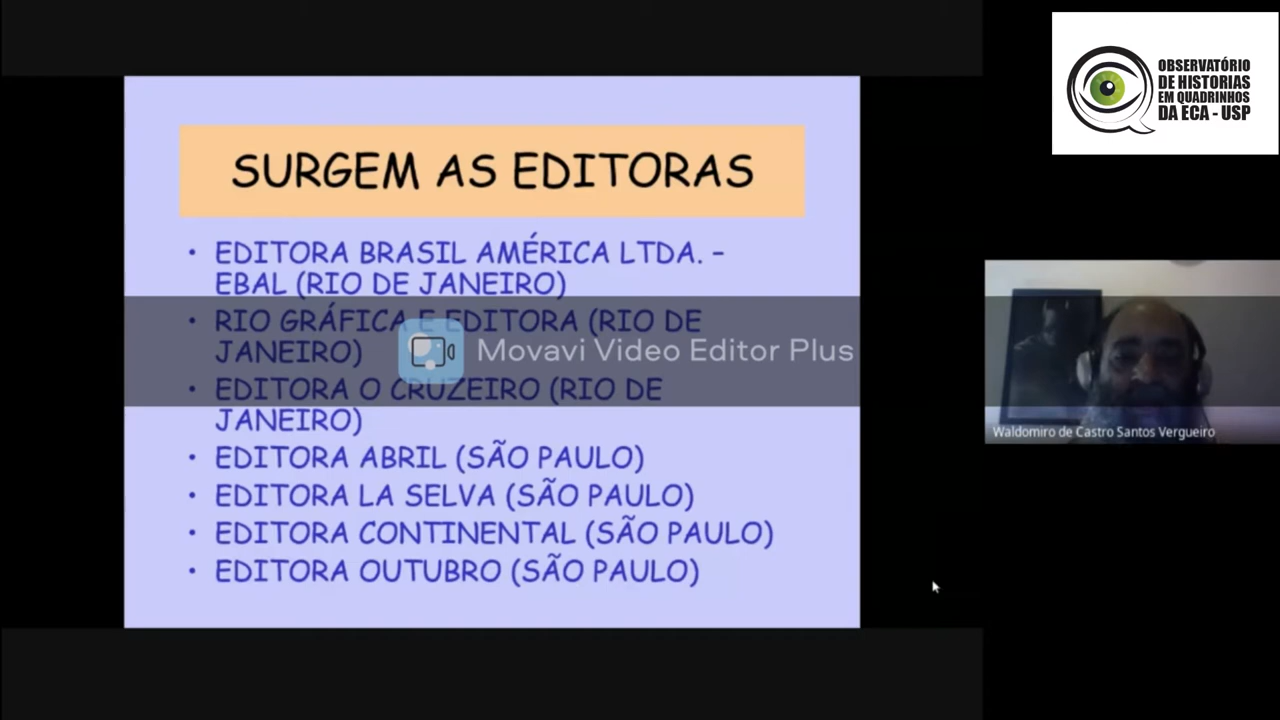 SURGEM AS EDITORAS
• EDITORA BRASIL AMÉRICA LTDA. –
EBAL (RIO DE JANEIRO)
• RIO GRÁFICA E EDITORA (RIO DE
JANEIRO)
• EDITORA O CRUZEIRO (RIO DE
JANEIRO)
• EDITORA ABRIL (SÃO PAULO)
• EDITORA LA SELVA (SÃO PAULO)
• EDITORA CONTINENTAL (SÃO PAULO)
• EDITORA OUTUBRO (SÃO PAULO)
Movavi Video Editor Plus
OBSERVATÓRIO
DE HISTORIAS
EM QUADRINHOS
DA ECA - USP
Waldomiro de Castro Santos Vergueiro